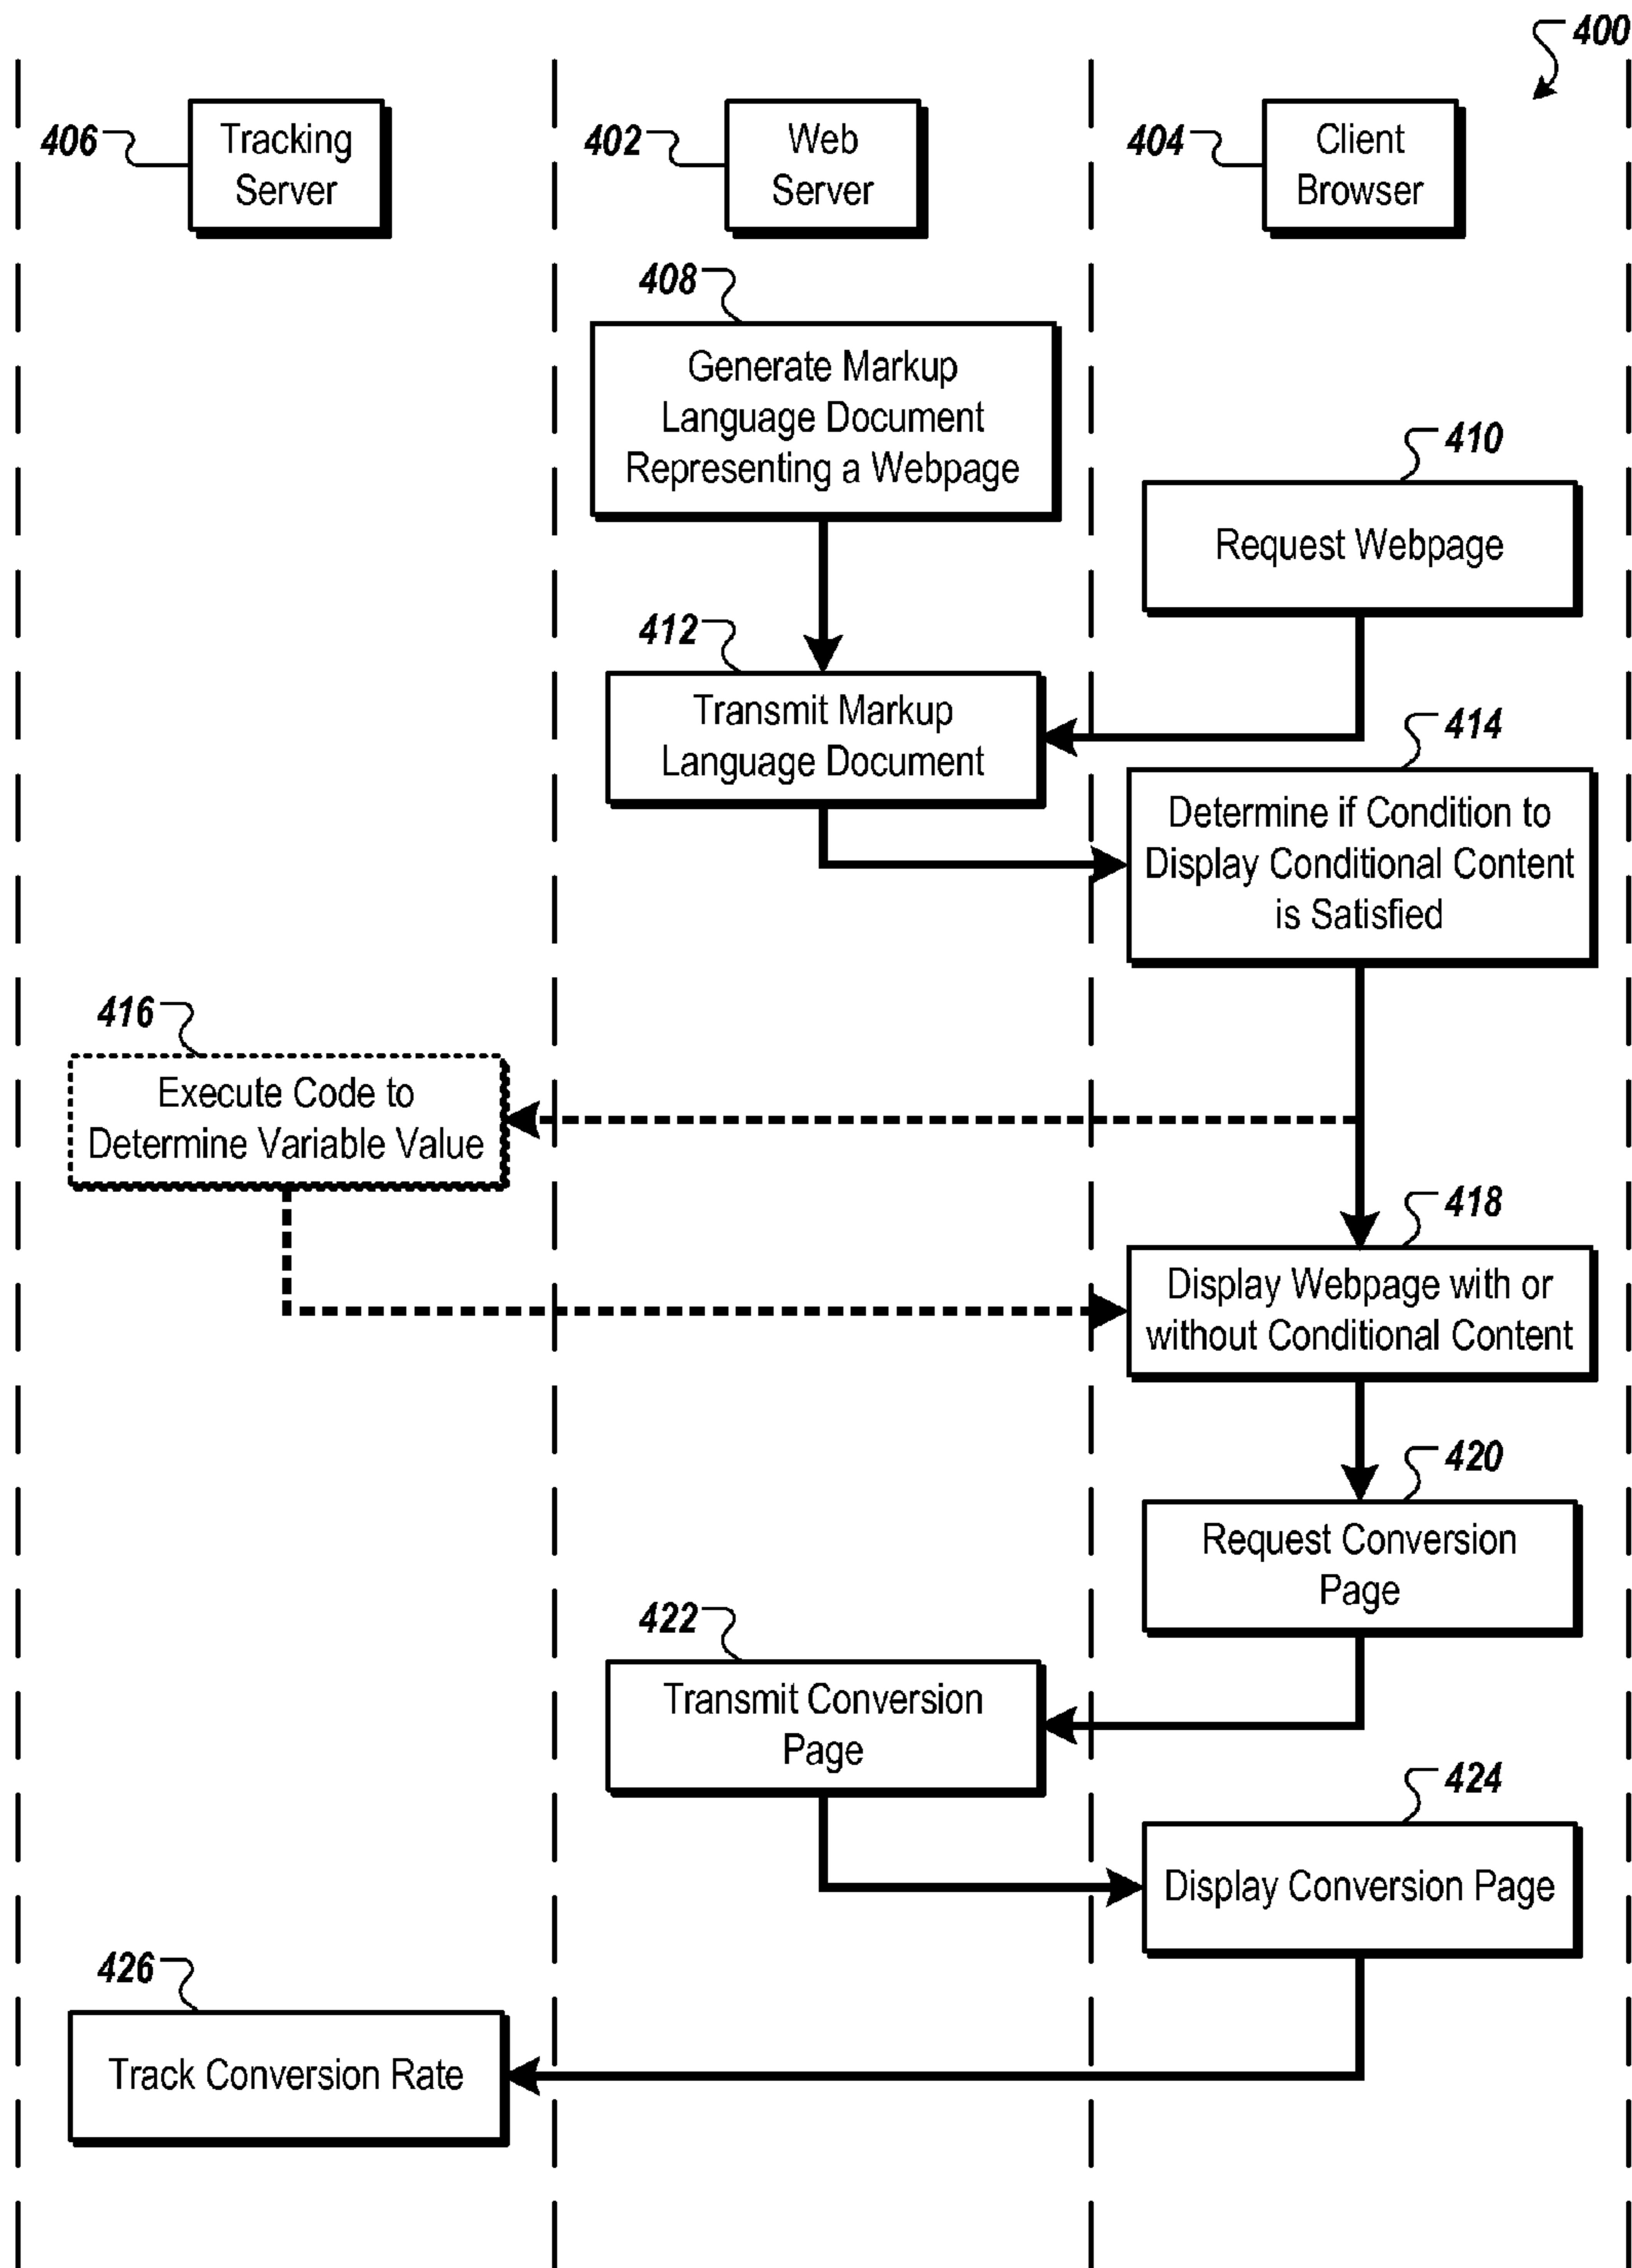 400
406
Tracking
Server
402
Web
Server
404
Client
Browser
408
Generate Markup
Language Document
Representing a Webpage
410
Request Webpage
412
Transmit Markup
Language Document
414
Determine if Condition to
Display Conditional Content
is Satisfied
416
Execute Code to
Determine Variable Value
418
Display Webpage with or
without Conditional Content
420
Request Conversion
Page
422
Transmit Conversion
Page
424
Display Conversion Page
426
Track Conversion Rate